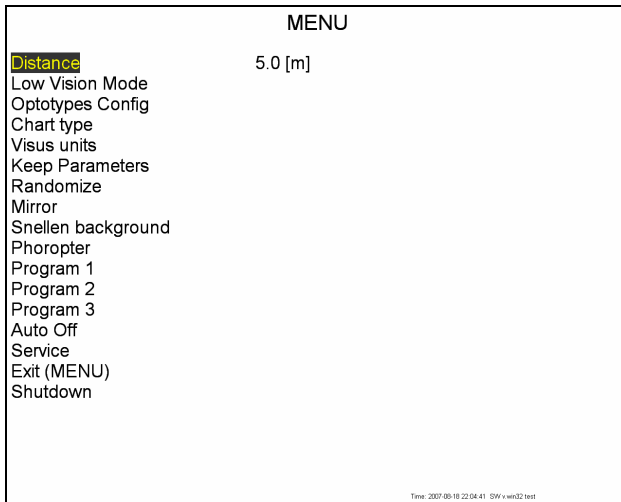 MENU
Distance 5.0 [m]
Low Vision Mode
Optotypes Config
Chart type
Visus units
Keep Parameters
Randomize
Mirror
Snellen background
Phoropter
Program 1
Program 2
Program 3
Auto Off
Service
Exit (MENU)
Shutdown
Time: 2007-08-18 22:04:41 SW v.win32 test